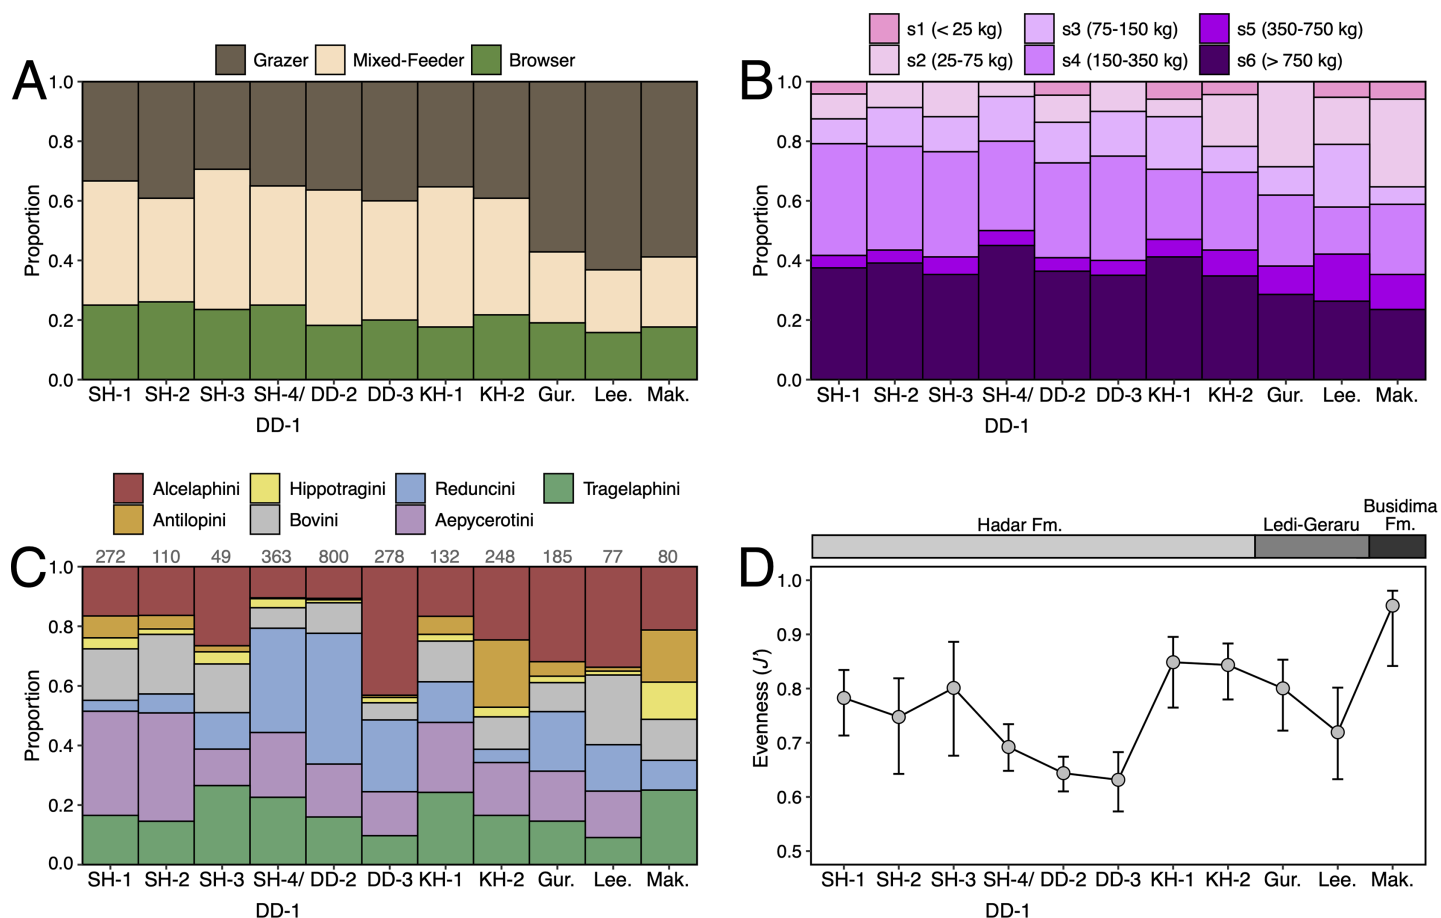 A
Grazer Mixed-Feeder Browser
Proportion
1.0
0.8
0.6
0.4
0.2
0.0
SH-1 SH-2 SH-3 SH-4/ DD-2 DD-3 KH-1 KH-2 Gur. Lee. Mak.
DD-1
B
s1 (< 25 kg) s3 (75-150 kg) s5 (350-750 kg)
s2 (25-75 kg) s4 (150-350 kg) s6 (> 750 kg)
Proportion
1.0
0.8
0.6
0.4
0.2
0.0
SH-1 SH-2 SH-3 SH-4/ DD-2 DD-3 KH-1 KH-2 Gur. Lee. Mak.
DD-1
C
Alcelaphini Hippotragini Reduncini Tragelaphini
Antilopini Bovini Aepycerotini
272 110 49 363 800 278 132 248 185 77 80
Proportion
1.0
0.8
0.6
0.4
0.2
0.0
SH-1 SH-2 SH-3 SH-4/ DD-2 DD-3 KH-1 KH-2 Gur. Lee. Mak.
DD-1
D
Hadar Fm. Ledi-Geraru Busidima
Fm.
Evenness (J')
1.0
0.9
0.8
0.7
0.6
0.5
SH-1 SH-2 SH-3 SH-4/ DD-2 DD-3 KH-1 KH-2 Gur. Lee. Mak.
DD-1